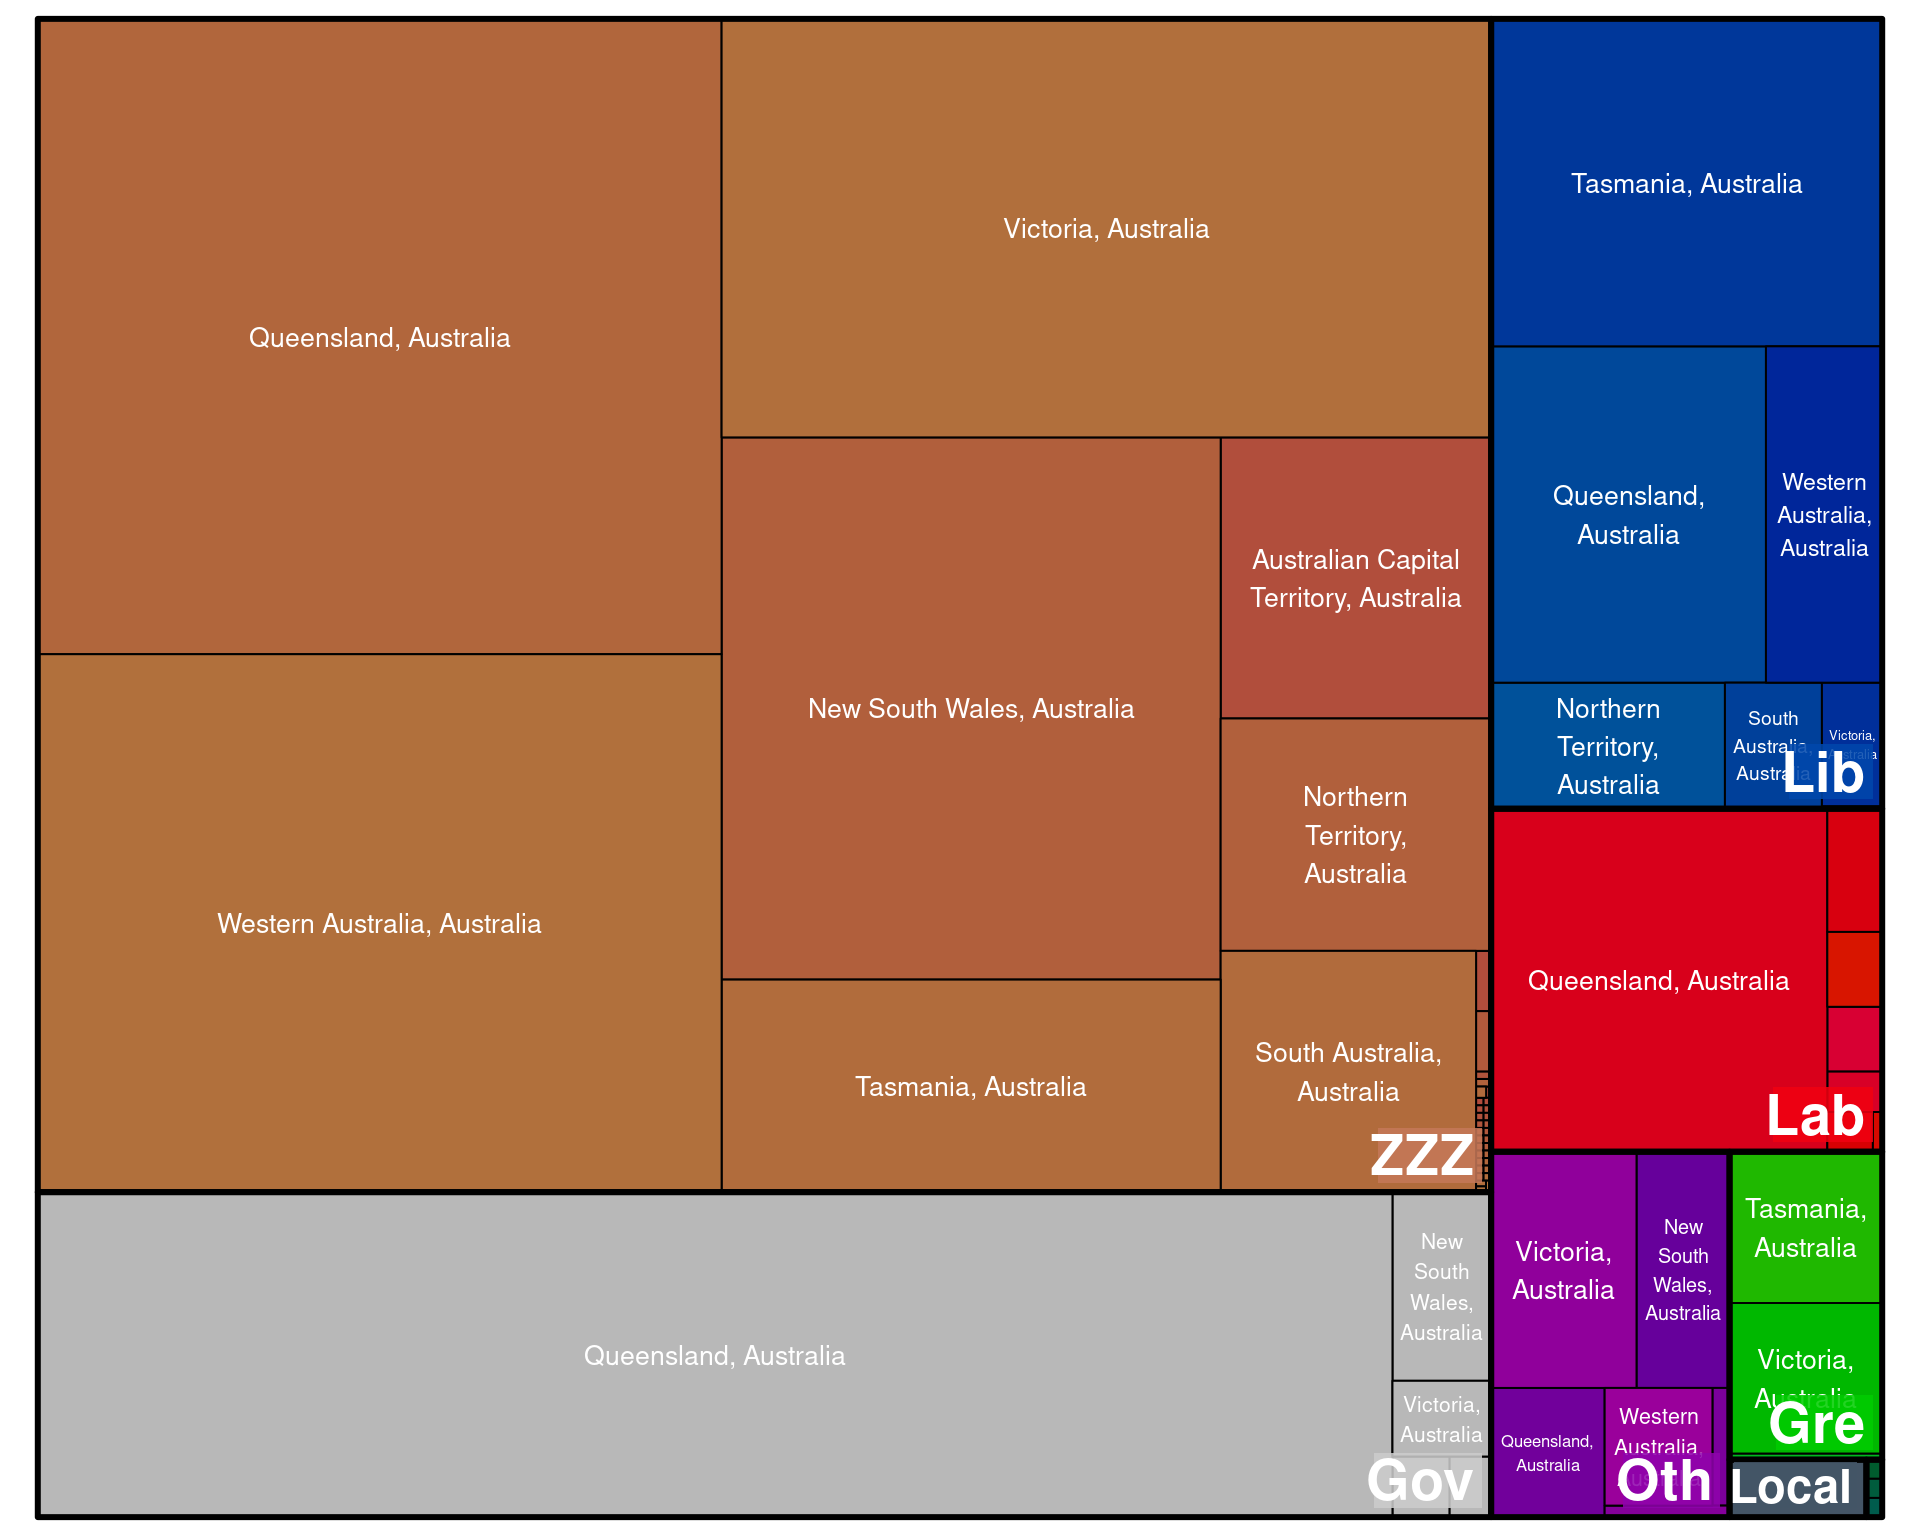 Queensland, Australia
Victoria, Australia
Western Australia, Australia
New South Wales, Australia
Australian Capital
Territory, Australia
Northern
Territory,
Australia
Tasmania, Australia
South Australia,
Australia
ZZZ
Queensland, Australia
New
South
Wales,
Australia
Victoria,
Australia
Gov
Tasmania, Australia
Queensland,
Australia
Western
Australia,
Australia
Northern
Territory,
Australia
South
Australia,
Australia
Victoria,
Australia
Lib
Queensland, Australia
Lab
Victoria,
Australia
New
South
Wales,
Australia
Queensland,
Australia
Western
Australia,
Australia
Oth
Tasmania,
Australia
Victoria,
Australia
Gre
Local